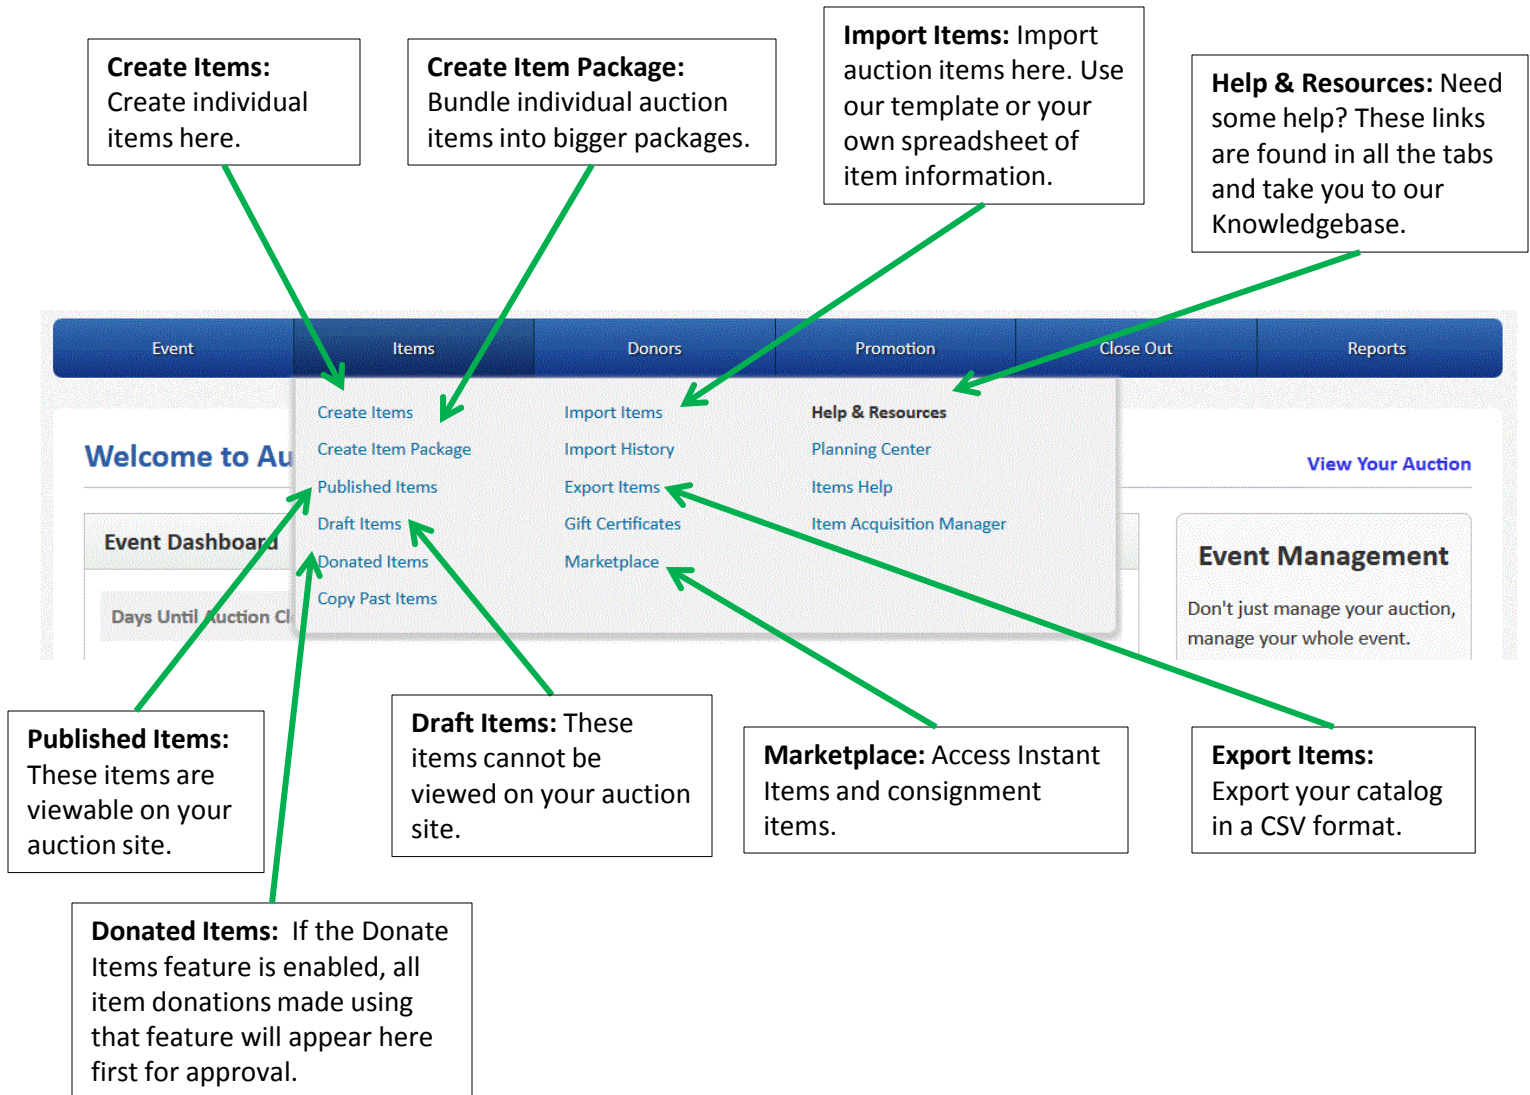 Create Items:
Create individual
items here.
Create Item Package:
Bundle individual auction
items into bigger packages.
Import Items: Import
auction items here. Use
our template or your
own spreadsheet of
item information.
Help & Resources: Need
some help? These links
are found in all the tabs
and take you to our
Knowledgebase.
Event
Items
Donors
Promotion
Close Out
Reports
Create Items
Create Item Package
Published Items
Draft Items
Donated Items
Copy Past Items
Import Items
Import History
Export Items
Gift Certificates
Marketplace
Help & Resources
Planning Center
Items Help
Item Acquisition Manager
Welcome to Au
View Your Auction
Event Dashboard
Days Until Auction Cl
Event Management
Don't just manage your auction,
manage your whole event.
Published Items:
These items are
viewable on your
auction site.
Draft Items: These
items cannot be
viewed on your auction
site.
Marketplace: Access Instant
Items and consignment
items.
Export Items:
Export your catalog
in a CSV format.
Donated Items: If the Donate
Items feature is enabled, all
item donations made using
that feature will appear here
first for approval.